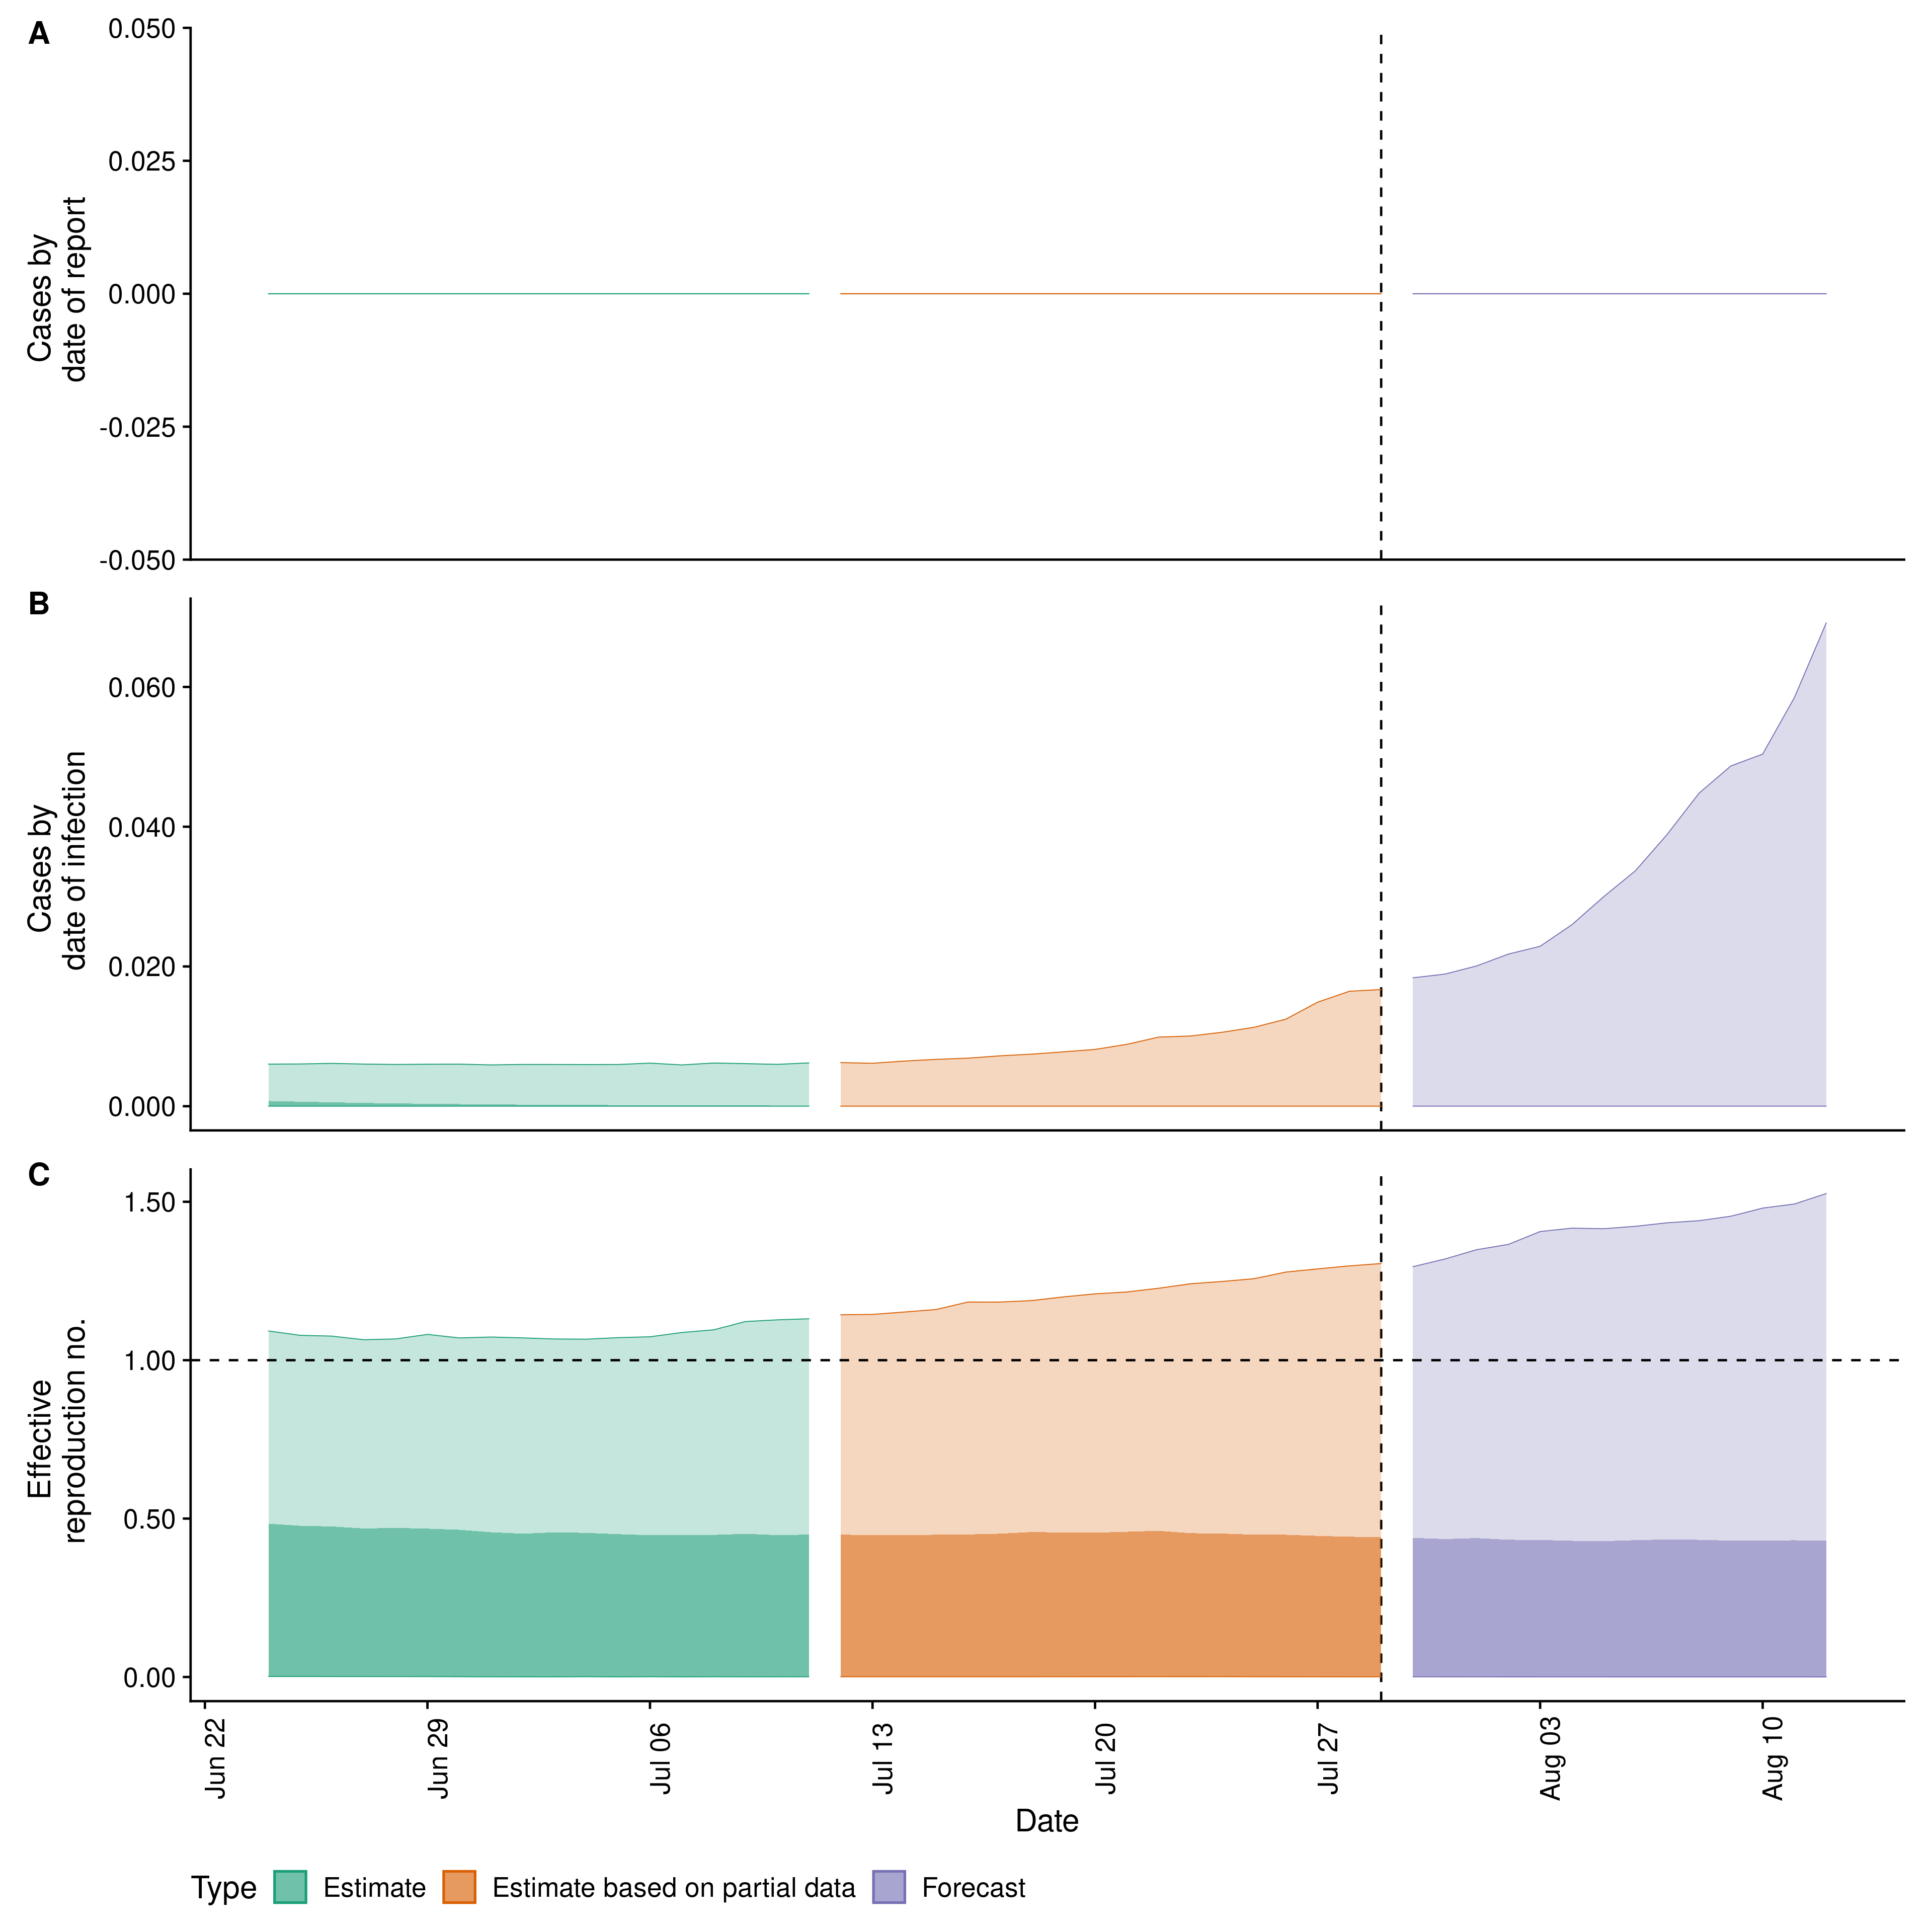 A
0.050
0.025
0.000
-0.025
-0.050
Cases by
date of report
B
0.060
0.040
0.020
0.000
Cases by
date of infection
C
1.50
1.00
0.50
0.00
Effective
reproduction no.
Jun 22
Jun 29
Jul 06
Jul 13
Jul 20
Jul 27
Aug 03
Aug 10
Date
Type
Estimate
Estimate based on partial data
Forecast